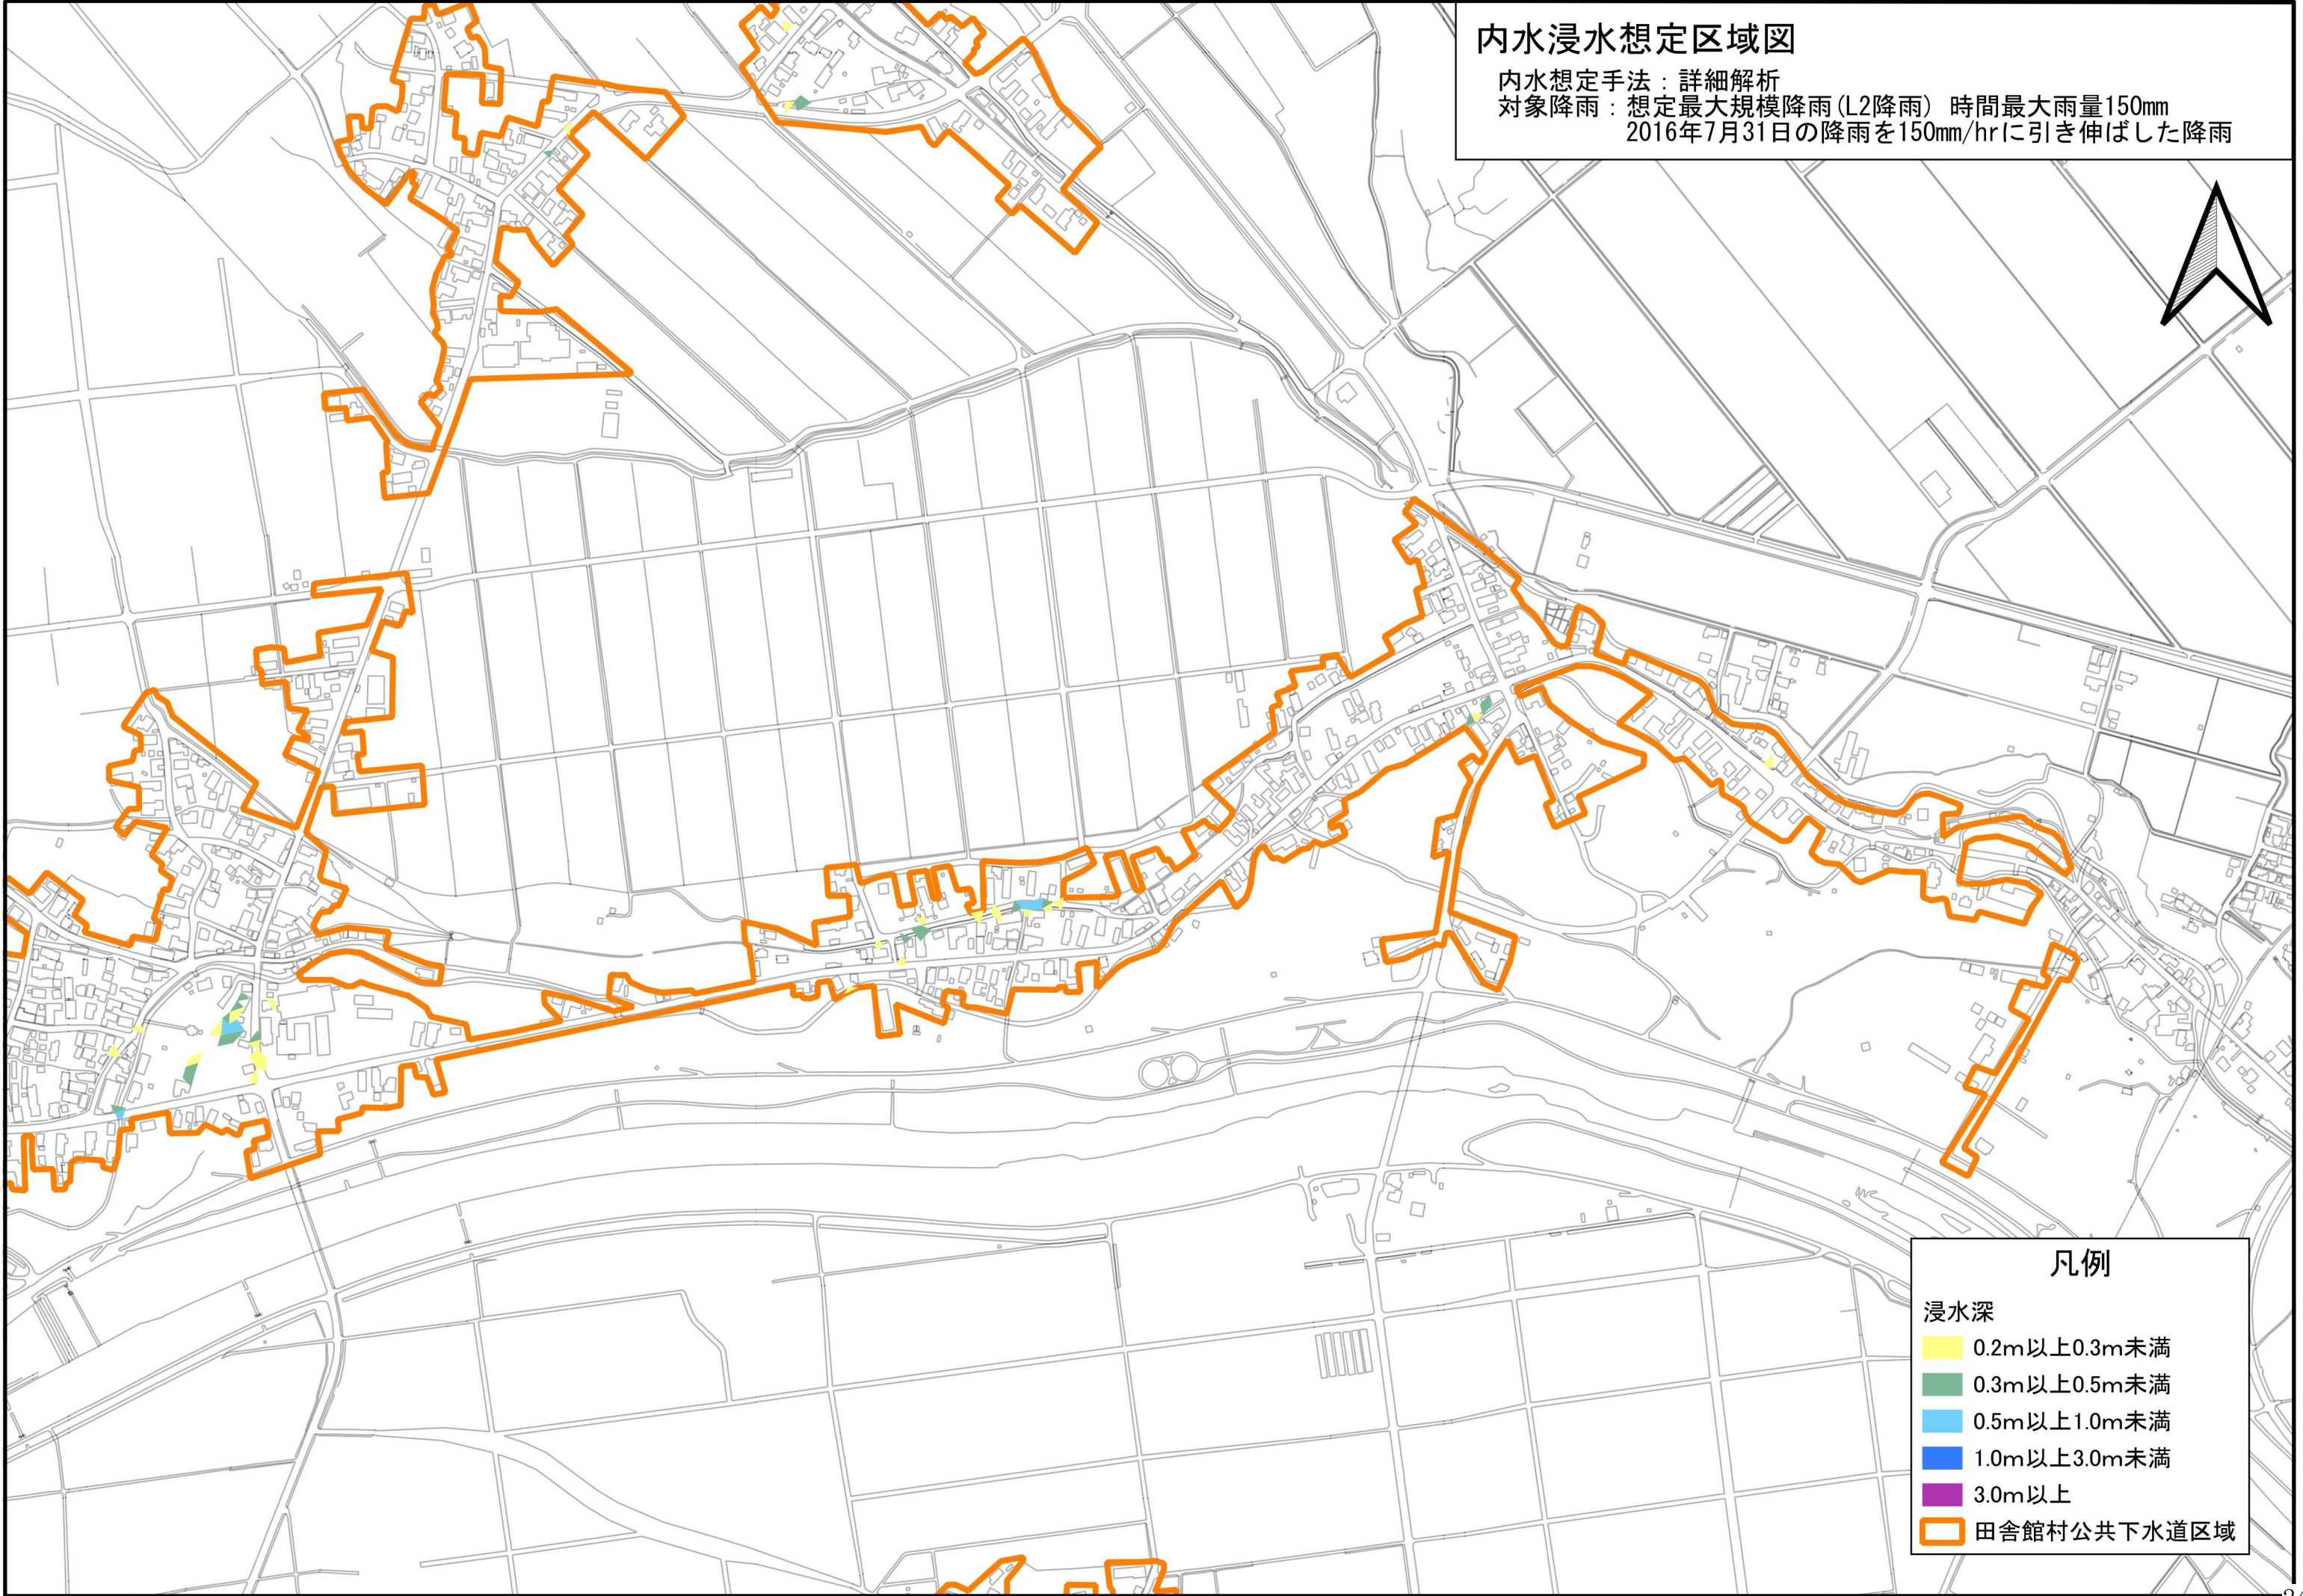 内水浸水想定区域図
内水想定手法：詳細解析
対象降雨：想定最大規模降雨(L2降雨) 時間最大雨量150mm
2016年7月31日の降雨を150mm/hrに引き伸ばした降雨
凡例
浸水深
0.2m以上0.3m未満
0.3m以上0.5m未満
0.5m以上1.0m未満
1.0m以上3.0m未満
3.0m以上
田舎館村公共下水道区域